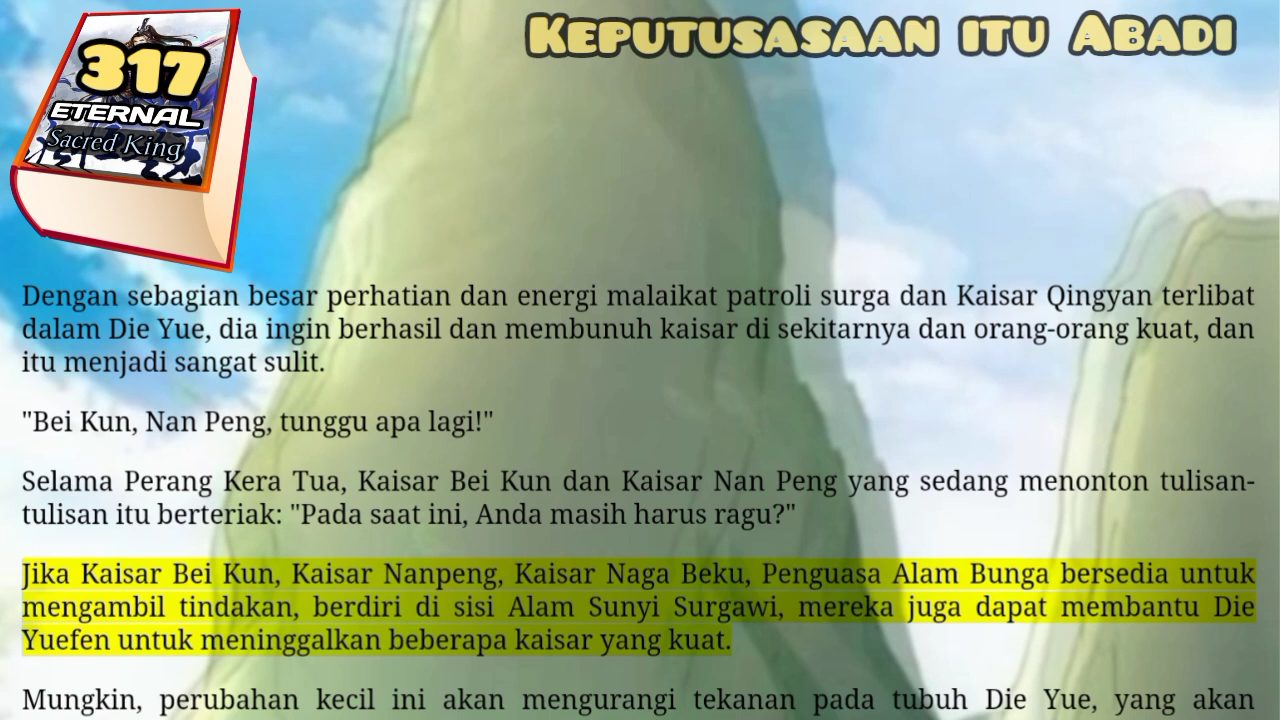 Keputusasaan itu Abadi
317
ETERNAL
Sacred King
Dengan sebagian besar perhatian dan energi malaikat patroli surga dan Kaisar Qingyan terlibat
dalam Die Yue, dia ingin berhasil dan membunuh kaisar di sekitarnya dan orang-orang kuat, dan
itu menjadi sangat sulit.
"Bei Kun, Nan Peng, tunggu apa lagi!"
Selama Perang Kera Tua, Kaisar Bei Kun dan Kaisar Nan Peng yang sedang menonton tulisan-
tulisan itu berteriak: "Pada saat ini, Anda masih harus ragu?"
Jika Kaisar Bei Kun, Kaisar Nanpeng, Kaisar Naga Beku, Penguasa Alam Bunga bersedia untuk
mengambil tindakan, berdiri di sisi Alam Sunyi Surgawi, mereka juga dapat membantu Die
Yuefen untuk meninggalkan beberapa kaisar yang kuat.
Mungkin, perubahan kecil ini akan mengurangi tekanan pada tubuh Die Yue, yang akan